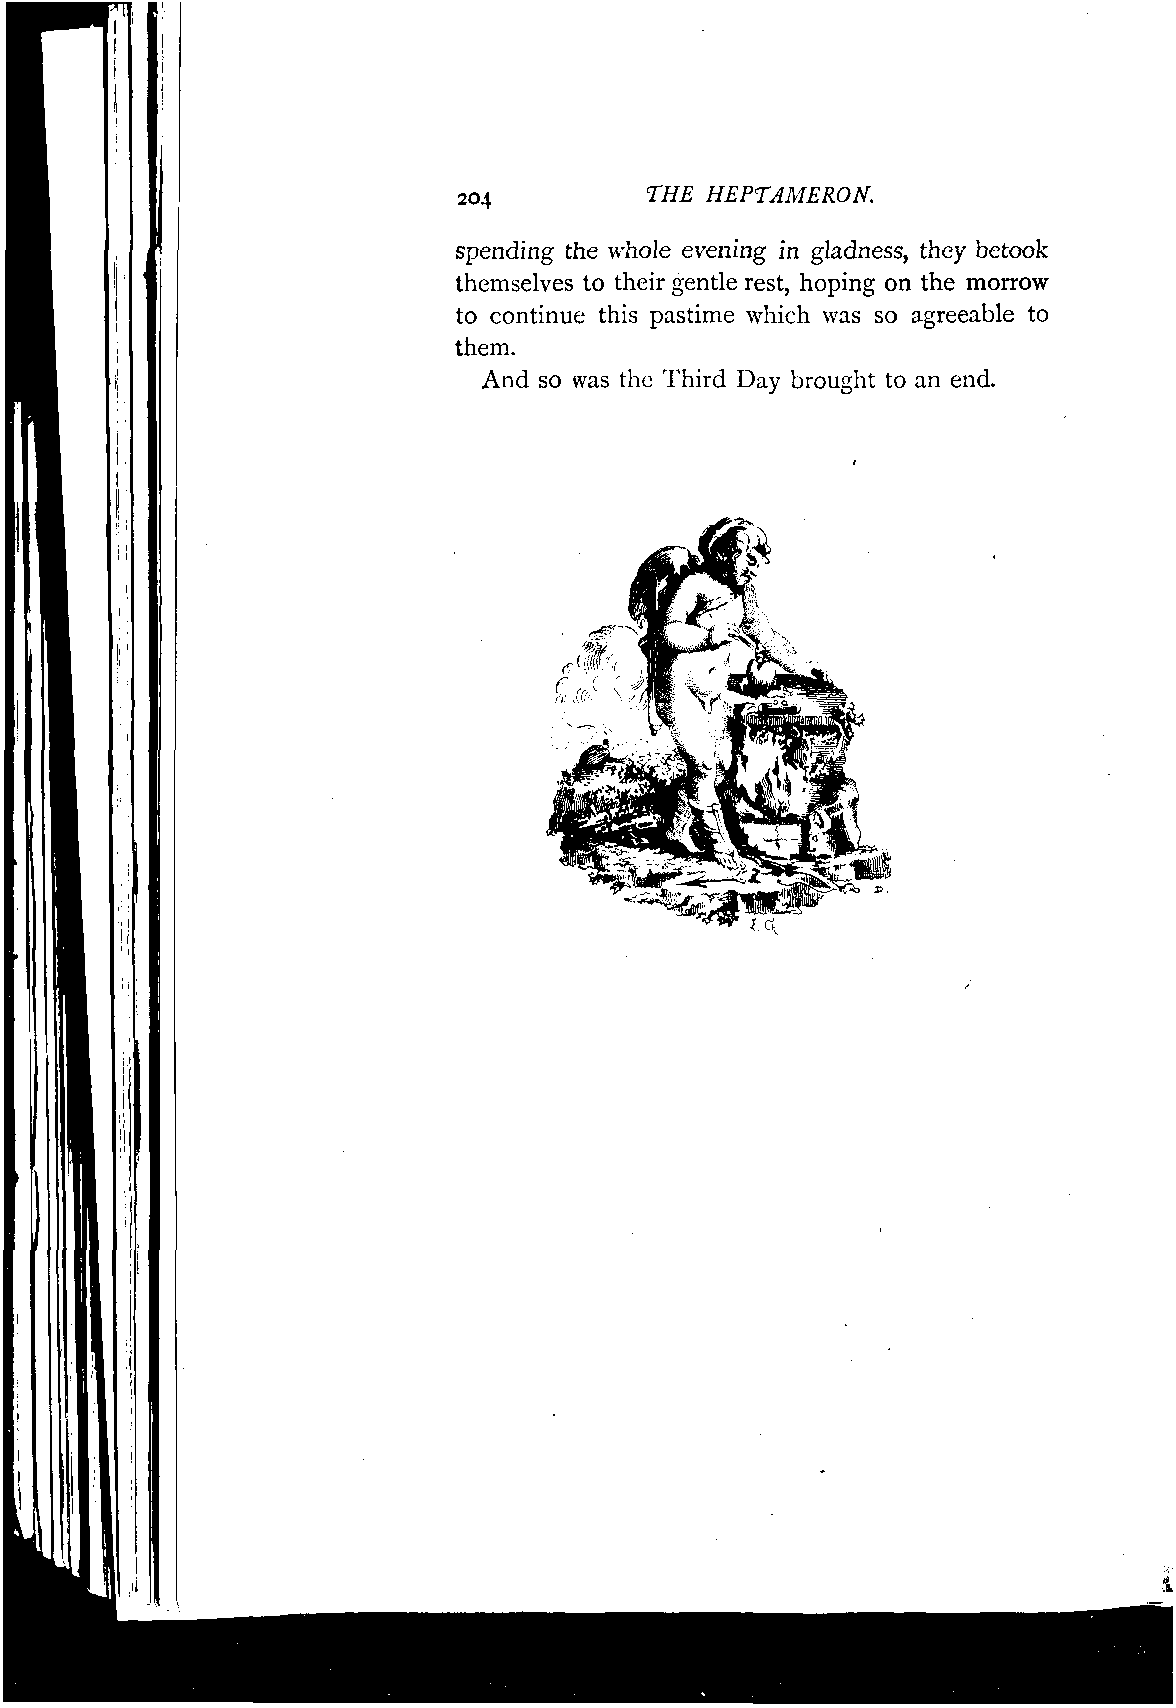 204 THE HEPTAMERON.
spending the whole evening in gladness, they betook
themselves to their gentle rest, hoping on the morrow
to continue this pastime which was so agreeable to
them.
And so was the Third Day brought to an end.